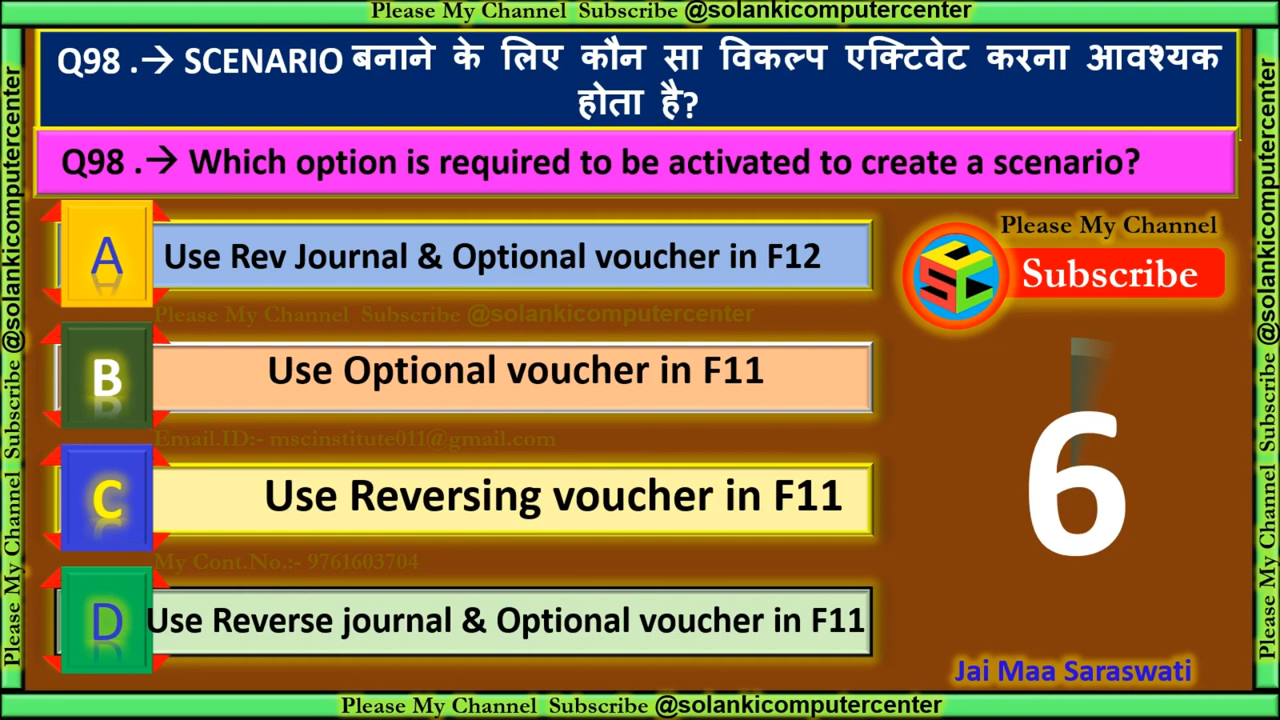 Please My Channel Subscribe @solankicomputercenter
Q98 .→ SCENARIO बनाने के लिए कौन सा विकल्प एक्टिवेट करना आवश्यक
होता है?
Q98 .→ Which option is required to be activated to create a scenario?
A
Use Rev Journal & Optional voucher in F12
Please My Channel Subscribe @solankicomputercenter
B
Use Optional voucher in F11
Email.ID:- mscinstitute011@gmail.com
C
Use Reversing voucher in F11
My Cont.No.:- 9761603704
D
Use Reverse journal & Optional voucher in F11
Please My Channel
SCC
Subscribe
6
Jai Maa Saraswati
Please My Channel Subscribe @solankicomputercenter
Please My Channel Subscribe @solankicomputercenter
Please My Channel Subscribe @solankicomputercenter